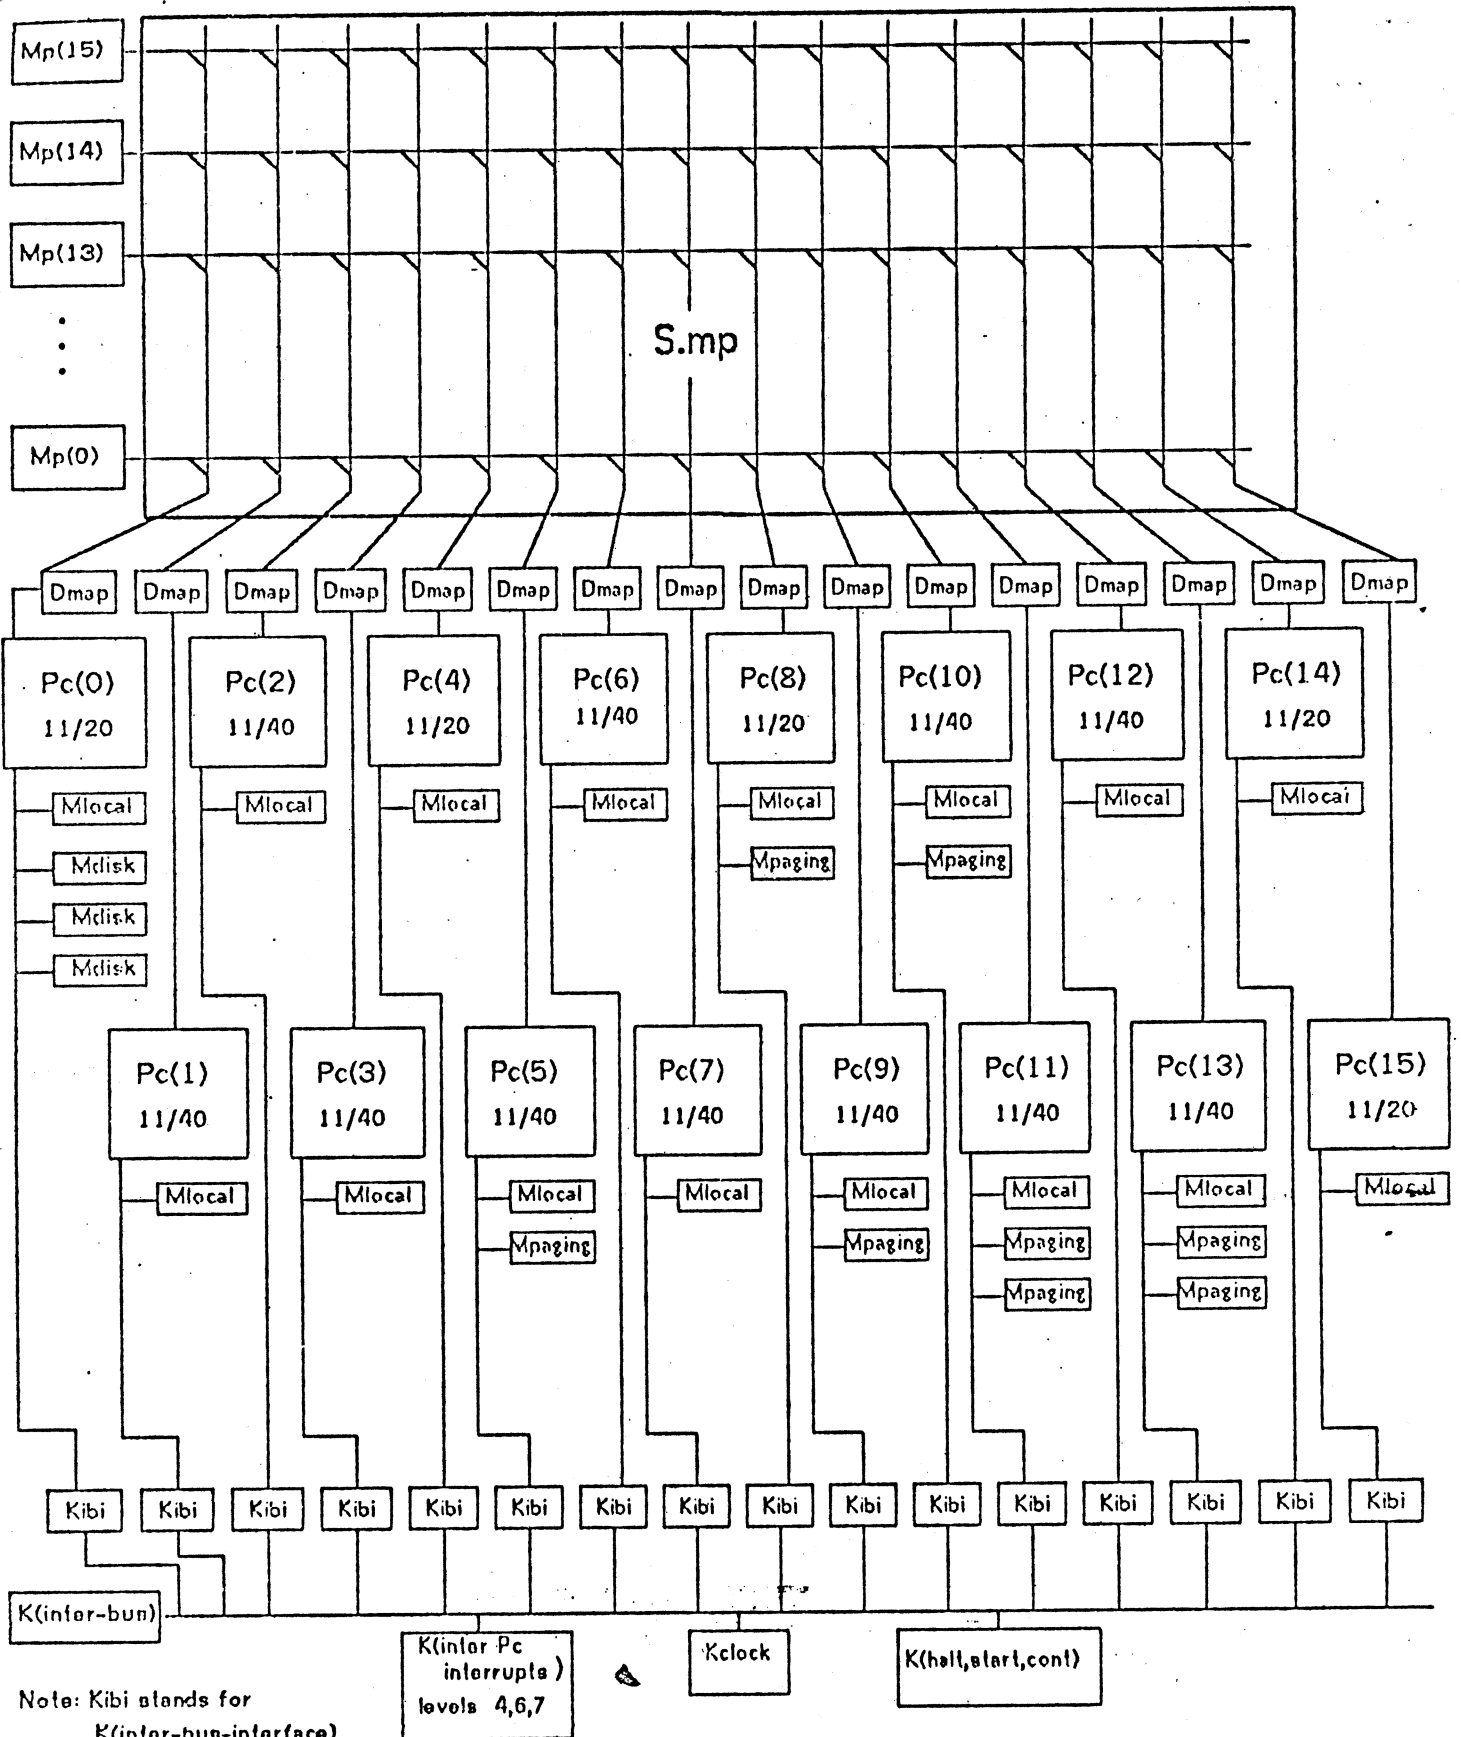 Mp(15)
Mp(14)
Mp(13)
S.mp
Mp(0)
Dmap Dmap Dmap Dmap Dmap Dmap Dmap Dmap Dmap Dmap Dmap Dmap Dmap Dmap Dmap Dmap
Pc(0) Pc(2) Pc(4) Pc(6) Pc(8) Pc(10) Pc(12) Pc(14)
11/20 11/40 11/20 11/40 11/20 11/40 11/40 11/20
Mlocal Mlocal Mlocal Mlocal Mlocal Mlocal Mlocal Mlocal
Mdisk Mpaging Mpaging
Mdisk
Mdisk
Pc(1) Pc(3) Pc(5) Pc(7) Pc(9) Pc(11) Pc(13) Pc(15)
11/40 11/40 11/40 11/40 11/40 11/40 11/40 11/20
Mlocal Mlocal Mlocal Mlocal Mlocal Mlocal Mlocal Mlocal
Mpaging Mpaging Mpaging Mpaging
Mpaging Mpaging
Kibi Kibi Kibi Kibi Kibi Kibi Kibi Kibi Kibi Kibi Kibi Kibi Kibi Kibi Kibi Kibi
K(inter-bus)
K(inter Pc
interrupts)
levels 4,6,7
Kclock
K(halt,start,cont)
Note: Kibi stands for
K(inter-bus-interface)